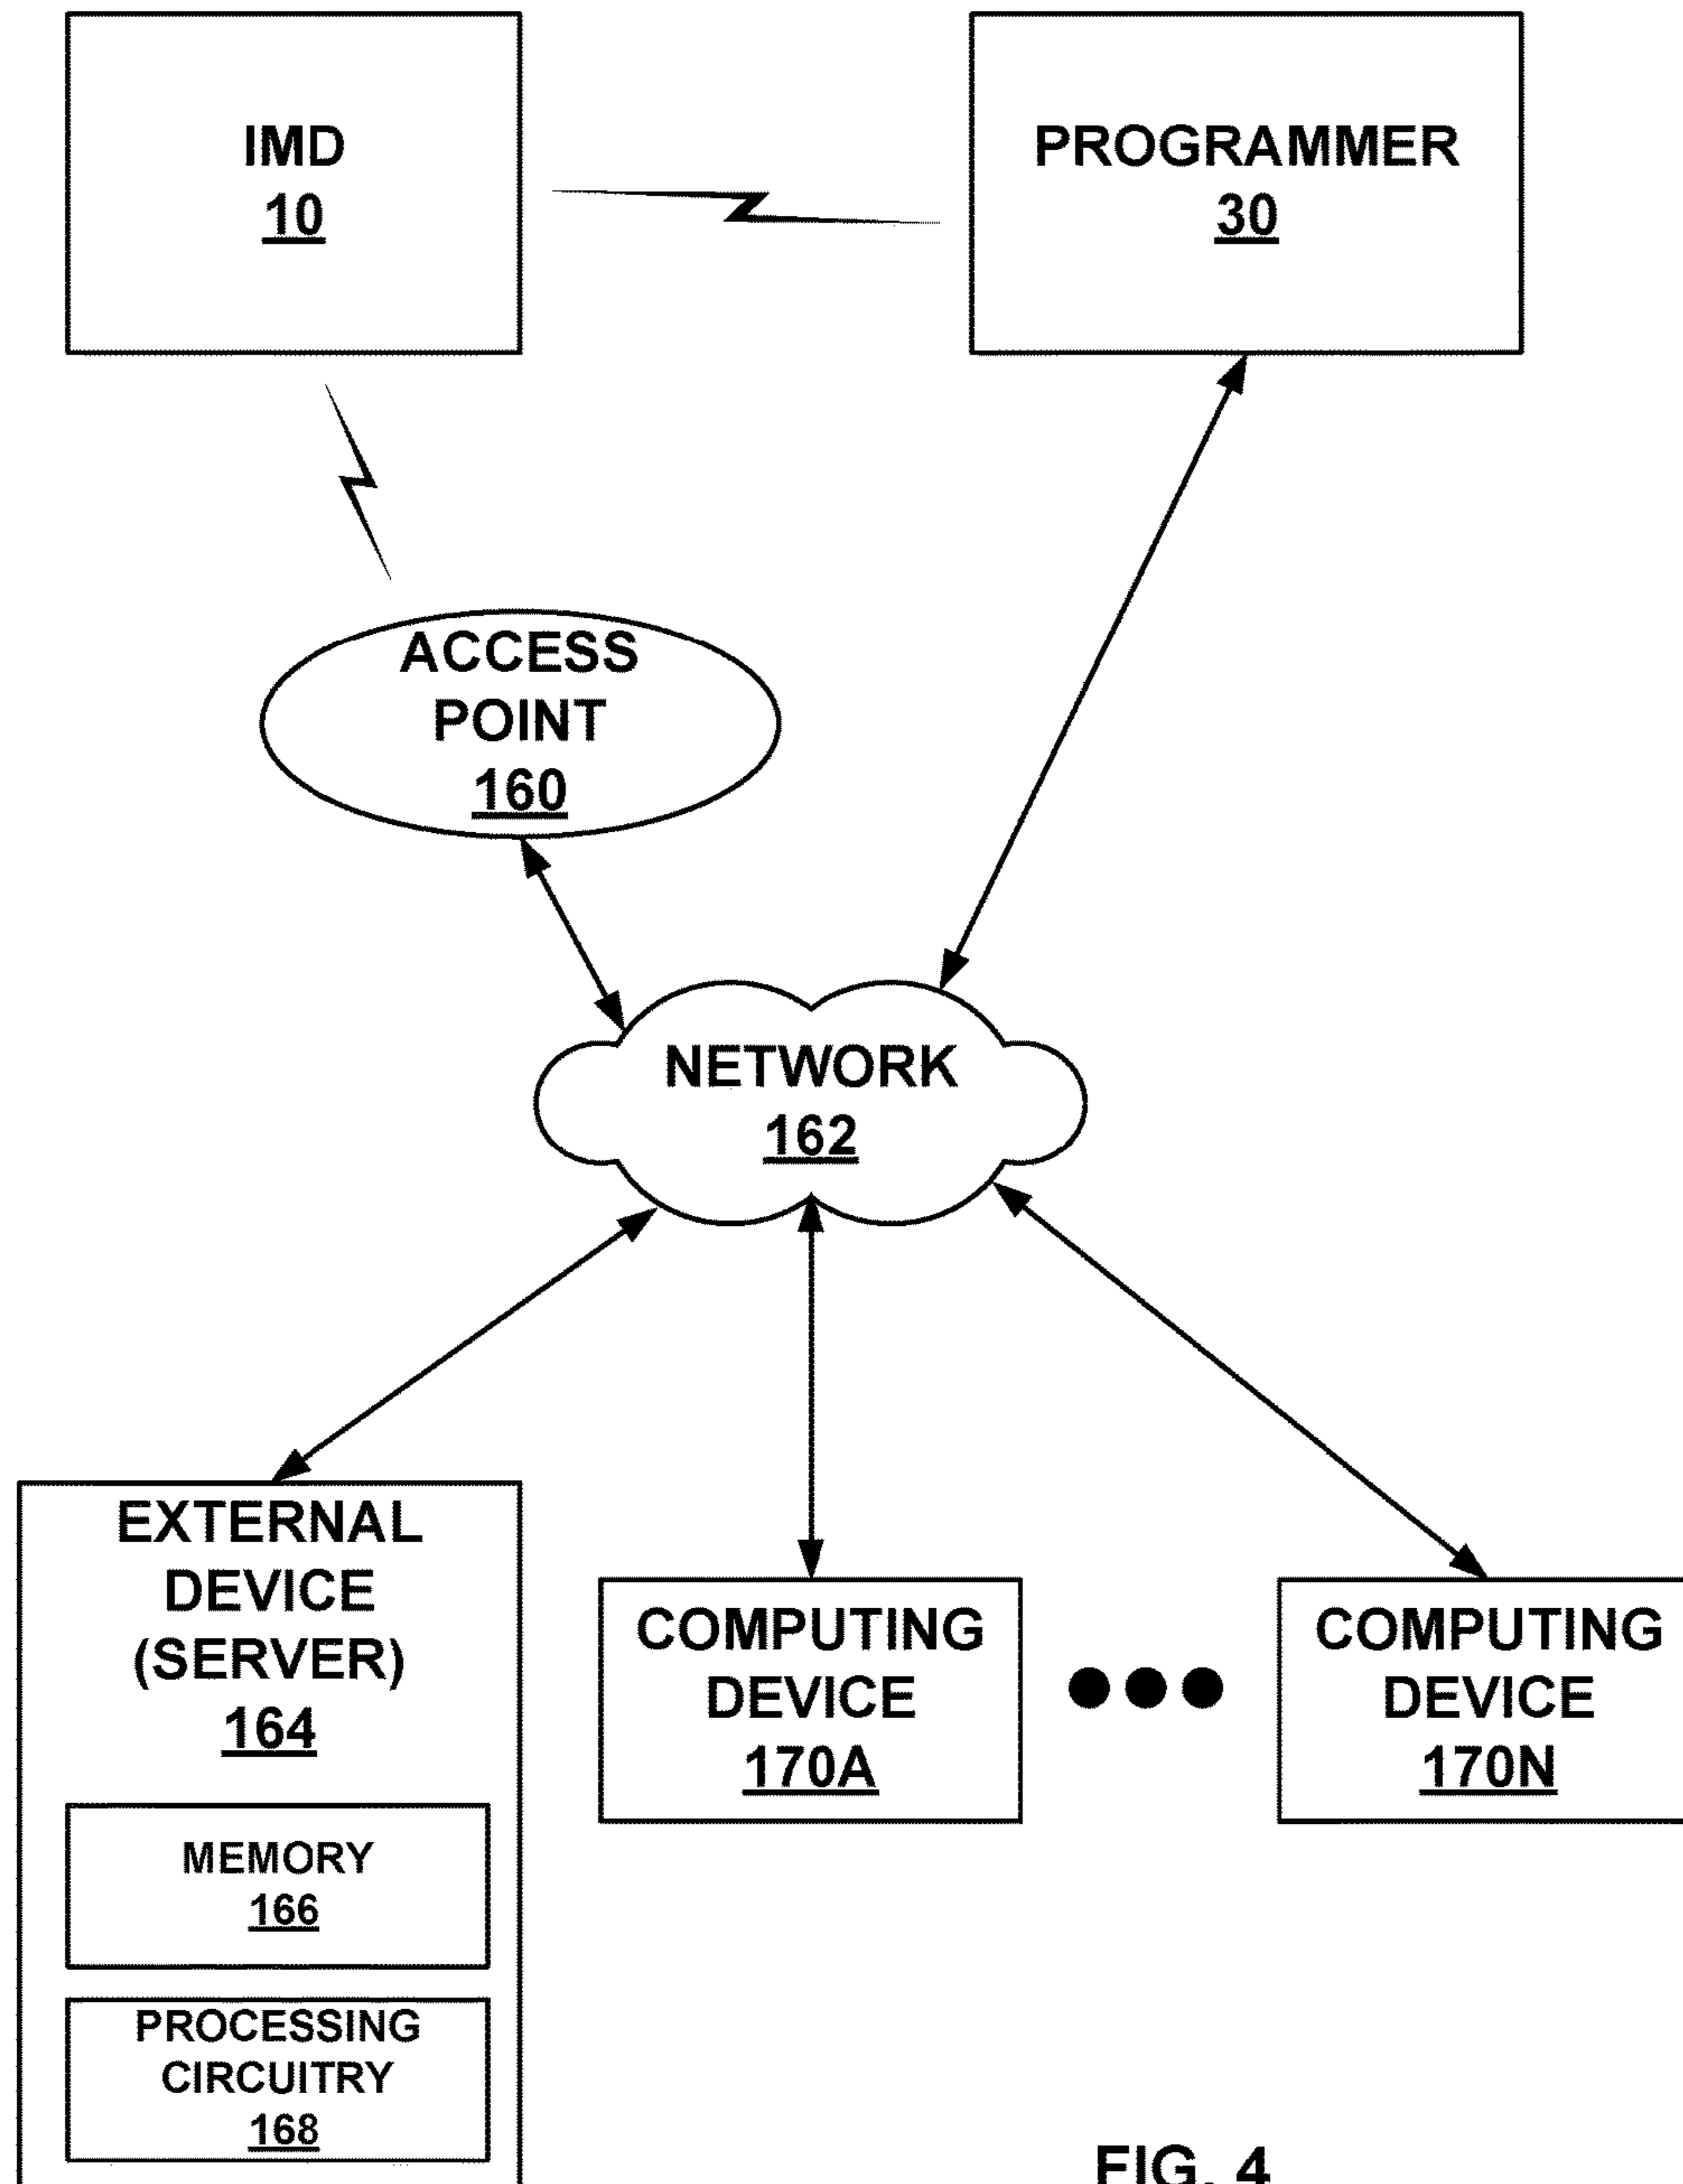 IMD
10
PROGRAMMER
30
ACCESS
POINT
160
NETWORK
162
EXTERNAL
DEVICE
(SERVER)
164
MEMORY
166
PROCESSING
CIRCUITRY
168
COMPUTING
DEVICE
170A
COMPUTING
DEVICE
170N
FIG. 4